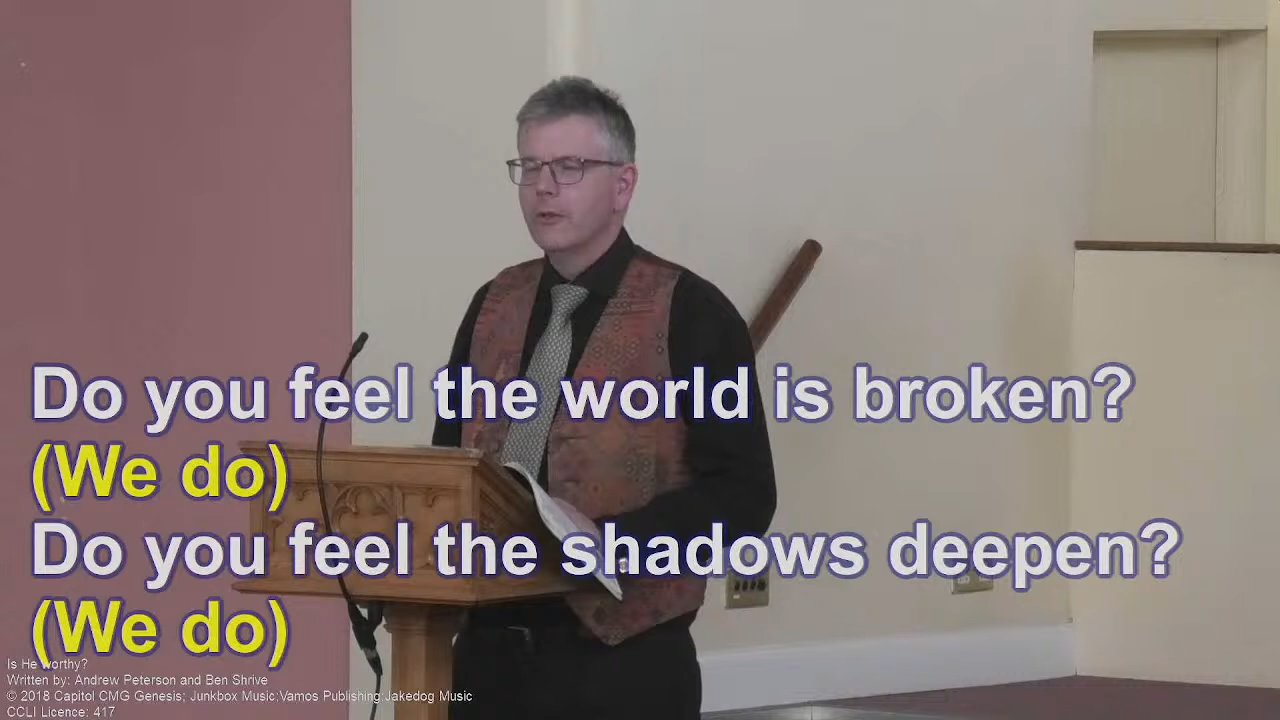 Do you feel the world is broken?
(We do)
Do you feel the shadows deepen?
(We do)
Is He Worthy?
Written by: Andrew Peterson and Ben Shrive
© 2018 Capitol CMG Genesis; Junkbox Music;Vamos Publishing;Jakedog Music
CCLI Licence: 417